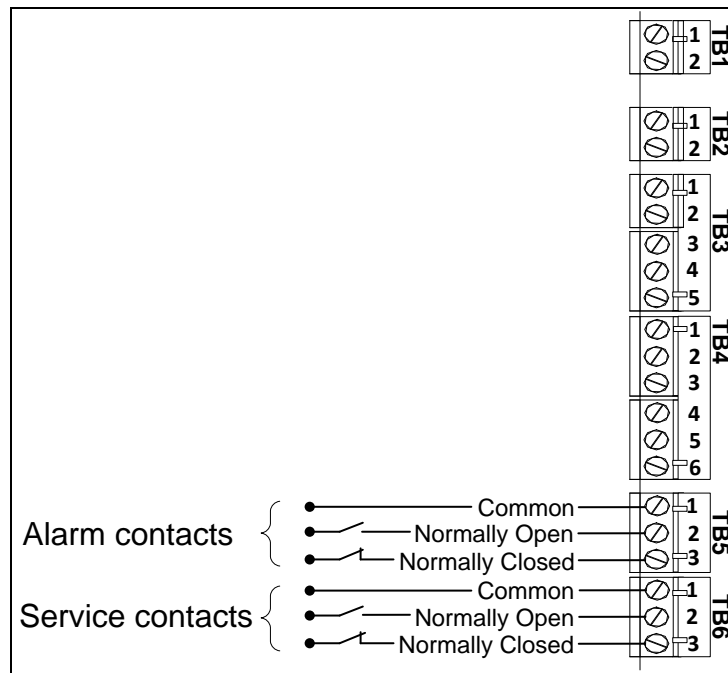 1
2
TB1
1
2
TB2
1
2
3
4
5
TB3
1
2
3
4
5
6
TB4
Alarm contacts
Common 1
Normally Open 2
Normally Closed 3
TB5
Service contacts
Common 1
Normally Open 2
Normally Closed 3
TB6